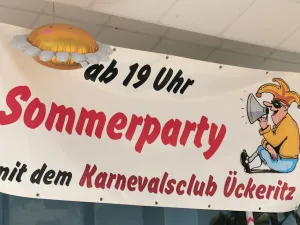 ab 19 Uhr
Sommerparty
mit dem Karnevalsclub Ückeritz